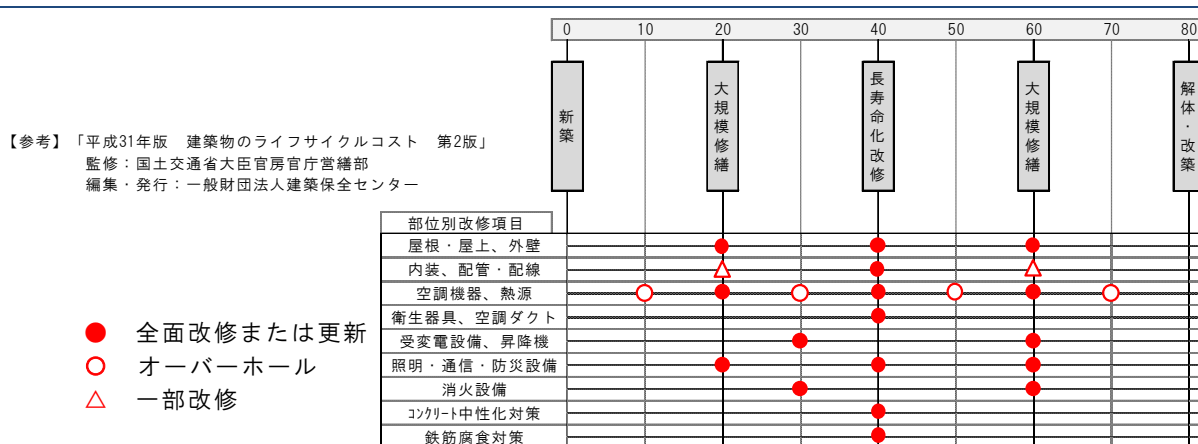 0 10 20 30 40 50 60 70 80
新築
大規模修繕
長寿命化改修
大規模修繕
解体・改築
【参考】「平成31年版 建築物のライフサイクルコスト 第2版」
監修：国土交通省大臣官房官庁営繕部
編集・発行：一般財団法人建築保全センター
部位別改修項目
屋根・屋上、外壁
内装、配管・配線
空調機器、熱源
衛生器具、空調ダクト
受変電設備、昇降機
照明・通信・防災設備
消火設備
ｺﾝｸﾘｰﾄ中性化対策
鉄筋腐食対策
● 全面改修または更新
○ オーバーホール
△ 一部改修